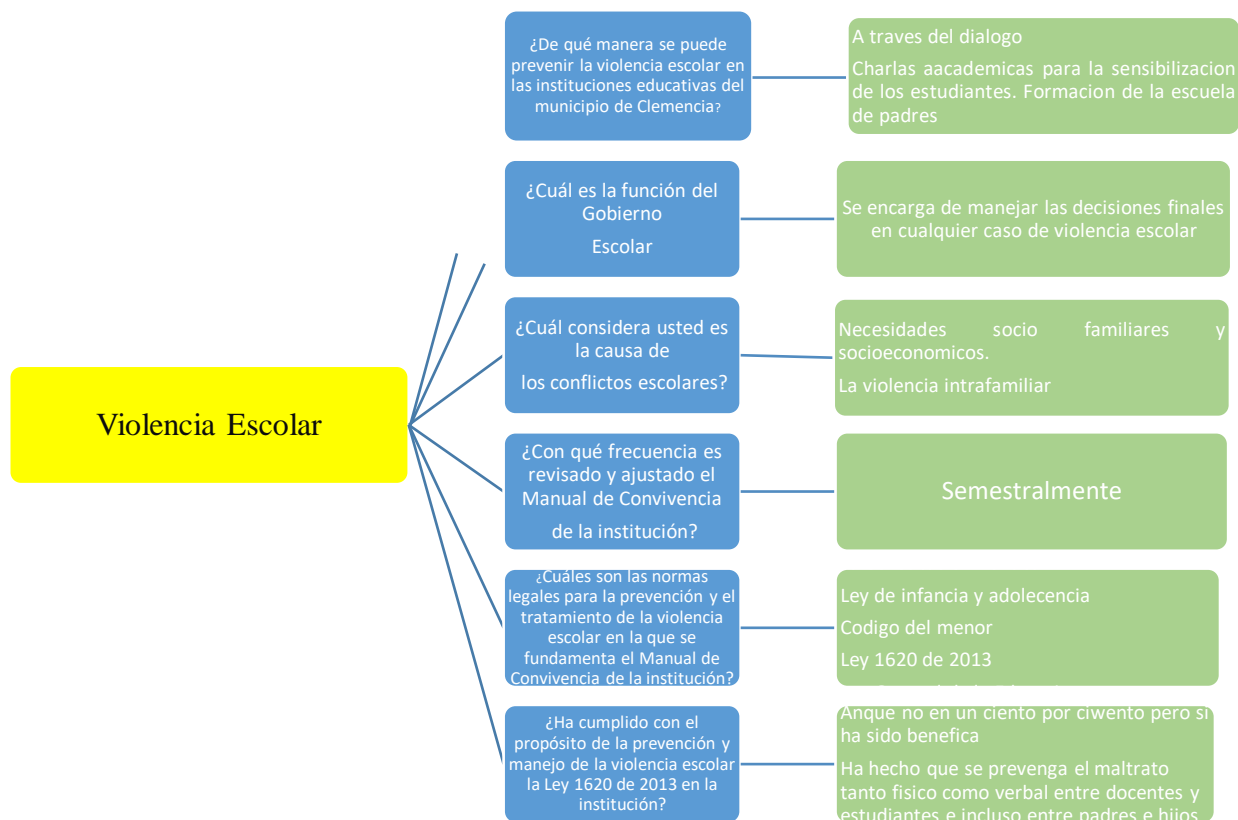 Violencia Escolar
¿De qué manera se puede
prevenir la violencia escolar en
las instituciones educativas del
municipio de Clemencia?
A traves del dialogo
Charlas aacademicas para la sensibilizacion
de los estudiantes. Formacion de la escuela
de padres
¿Cuál es la función del
Gobierno
Escolar
Se encarga de manejar las decisiones finales
en cualquier caso de violencia escolar
¿Cuál considera usted es
la causa de
los conflictos escolares?
Necesidades socio familiares y
socioeconomicos.
La violencia intrafamiliar
¿Con qué frecuencia es
revisado y ajustado el
Manual de Convivencia
de la institución?
Semestralmente
¿Cuáles son las normas
legales para la prevención y el
tratamiento de la violencia
escolar en la que se
fundamenta el Manual de
Convivencia de la institución?
Ley de infancia y adolecencia
Codigo del menor
Ley 1620 de 2013
¿Ha cumplido con el
propósito de la prevención y
manejo de la violencia escolar
la Ley 1620 de 2013 en la
institución?
Anque no en un ciento por ciwento pero si
ha sido benefica
Ha hecho que se prevenga el maltrato
tanto fisico como verbal entre docentes y
estudiantes e incluso entre padres e hijos